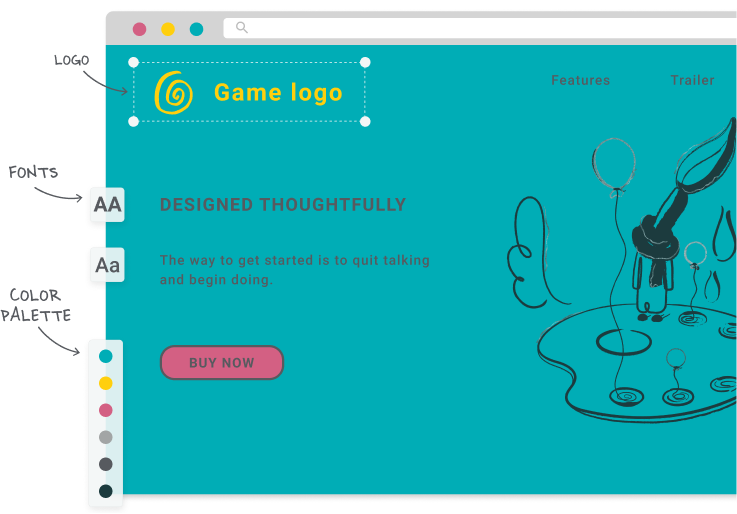 LOGO
Game logo
Features
Trailer
FONTS
AA
DESIGNED THOUGHTFULLY
Aa
The way to get started is to quit talking
and begin doing.
COLOR
PALETTE
BUY NOW